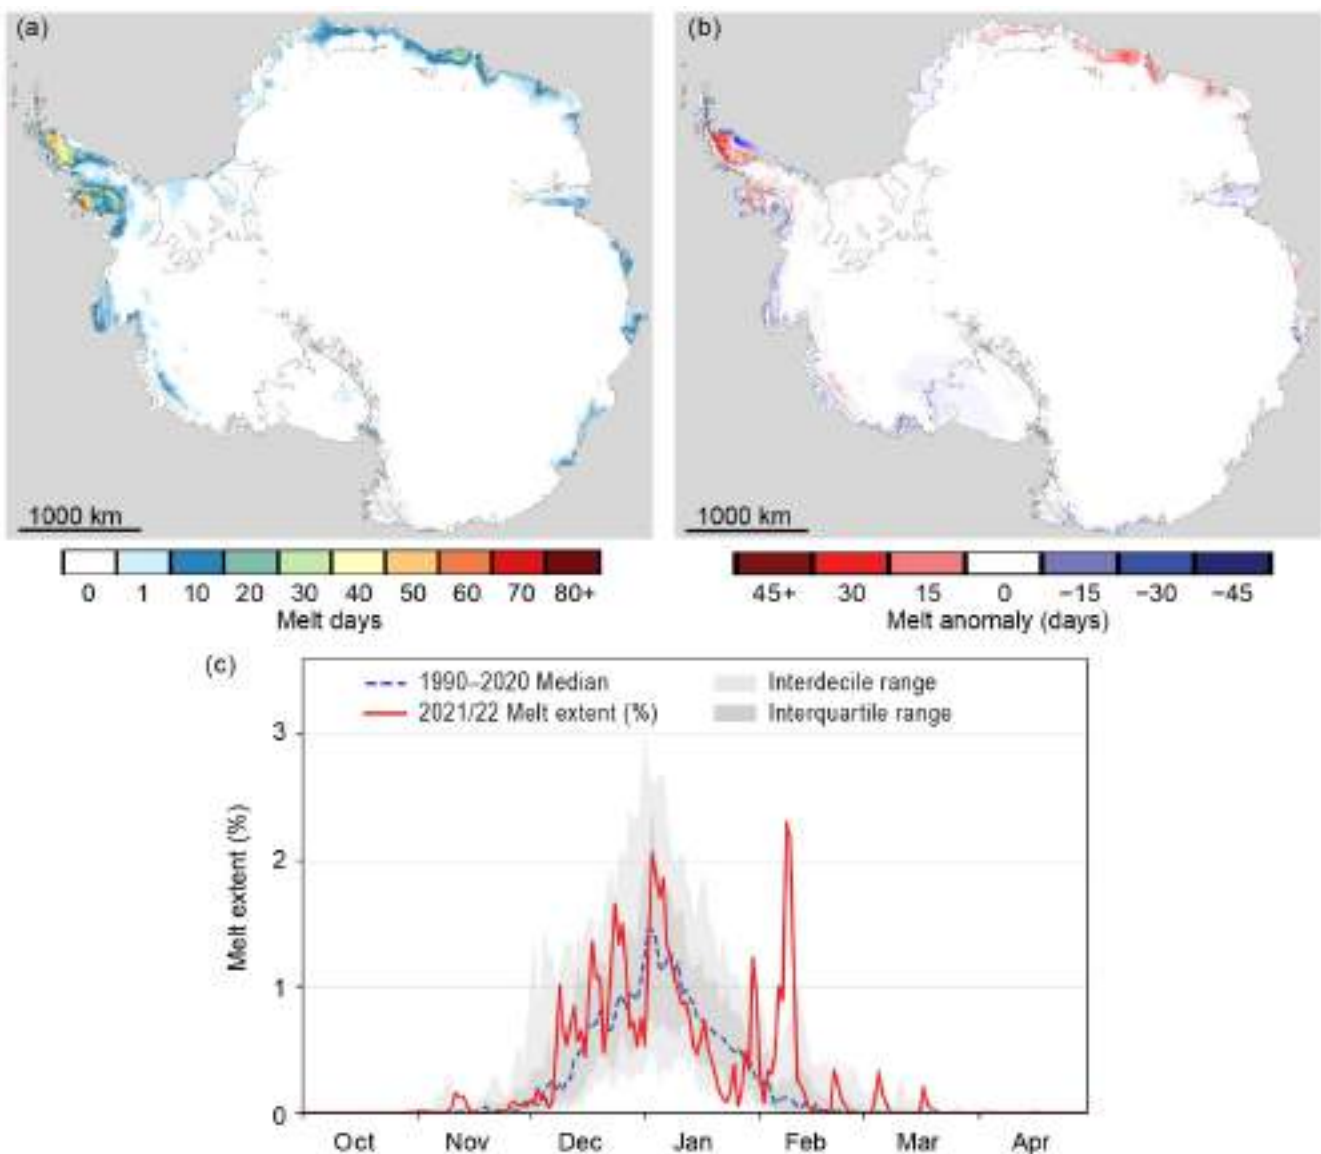 (a)
(b)
1000 km
1000 km
0 1 10 20 30 40 50 60 70 80+
Melt days
45+ 30 15 0 −15 −30 −45
Melt anomaly (days)
(c)
1990–2020 Median
2021/22 Melt extent (%)
Interdecile range
Interquartile range
Melt extent (%)
3
2
1
0
Oct Nov Dec Jan Feb Mar Apr